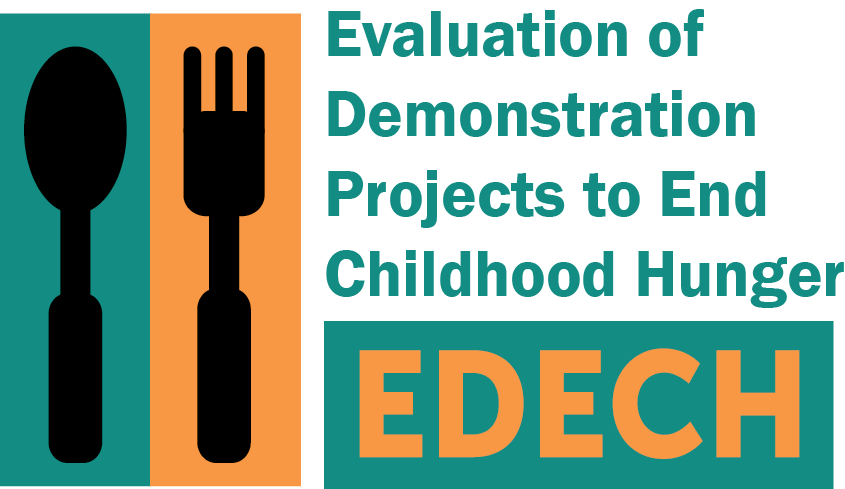 Evaluation of
Demonstration
Projects to End
Childhood Hunger
EDECH